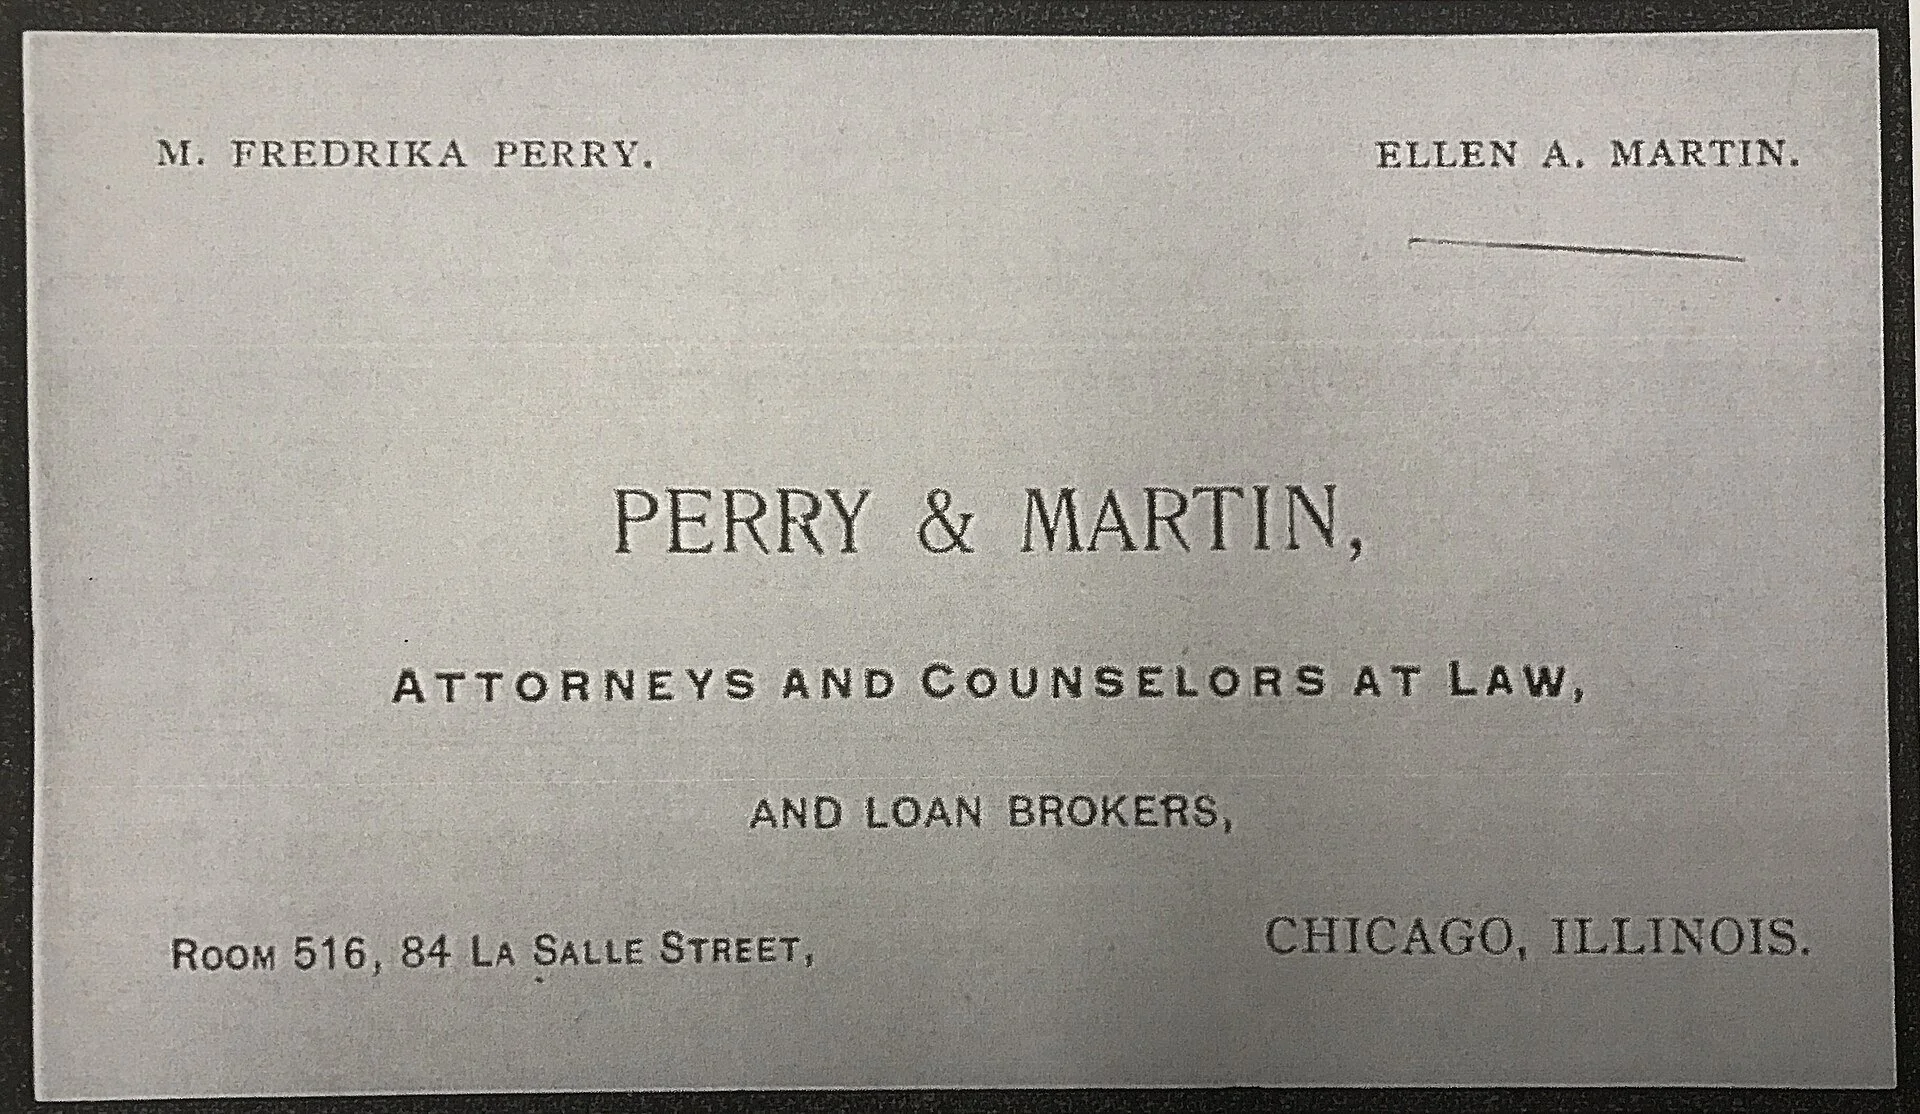 M. FREDRIKA PERRY.
ELLEN A. MARTIN.
PERRY & MARTIN,
ATTORNEYS AND COUNSELORS AT LAW,
AND LOAN BROKERS,
ROOM 516, 84 LA SALLE STREET,
CHICAGO, ILLINOIS.